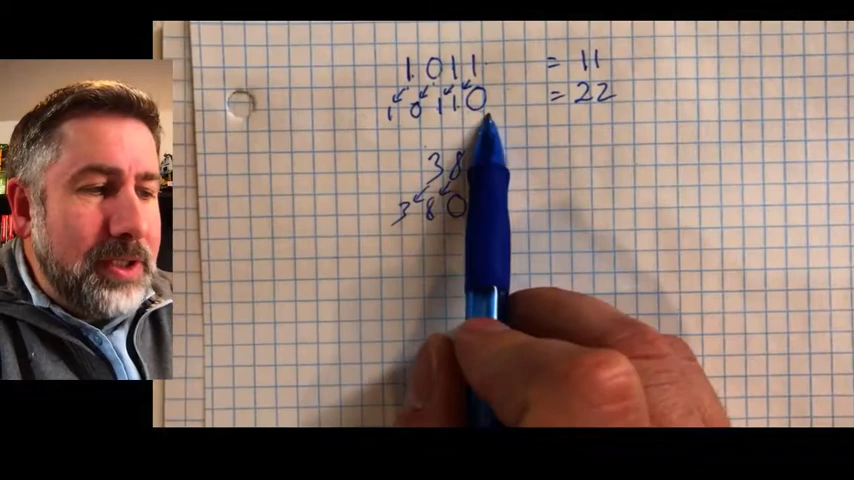 1011 = 11
10110 = 22
38
380